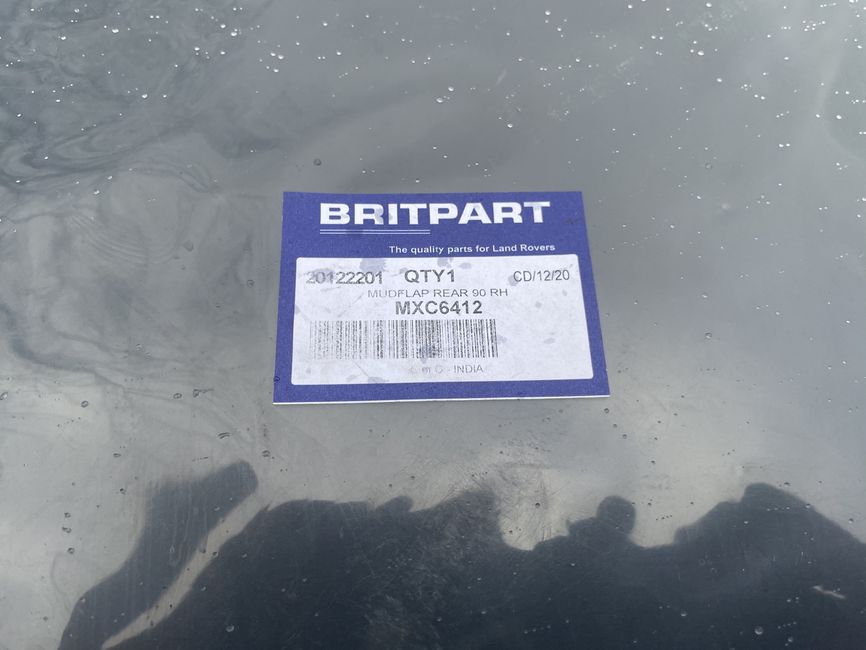 BRITPART
The quality parts for Land Rovers
20122201 QTY1 CD/12/20
MUDFLAP REAR 90 RH
MXC6412
INDIA